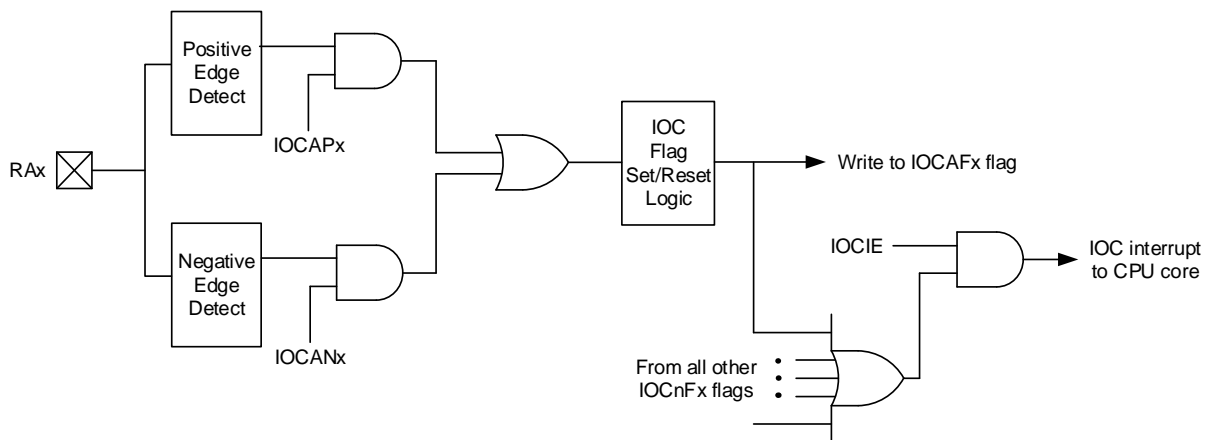 Positive
Edge
Detect
IOCAPx
RAx
Negative
Edge
Detect
IOCANx
IOC
Flag
Set/Reset
Logic
Write to IOCAFx flag
IOCIE
IOC interrupt
to CPU core
From all other
IOCnFx flags